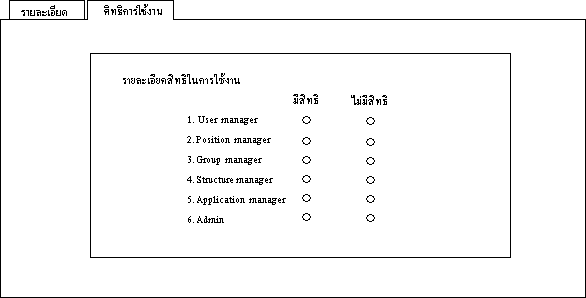 รายละเอียด
สิทธิการใช้งาน
รายละเอียดสิทธิในการใช้งาน
มีสิทธิ ไม่มีสิทธิ
1. User manager
2. Position manager
3. Group manager
4. Structure manager
5. Application manager
6. Admin